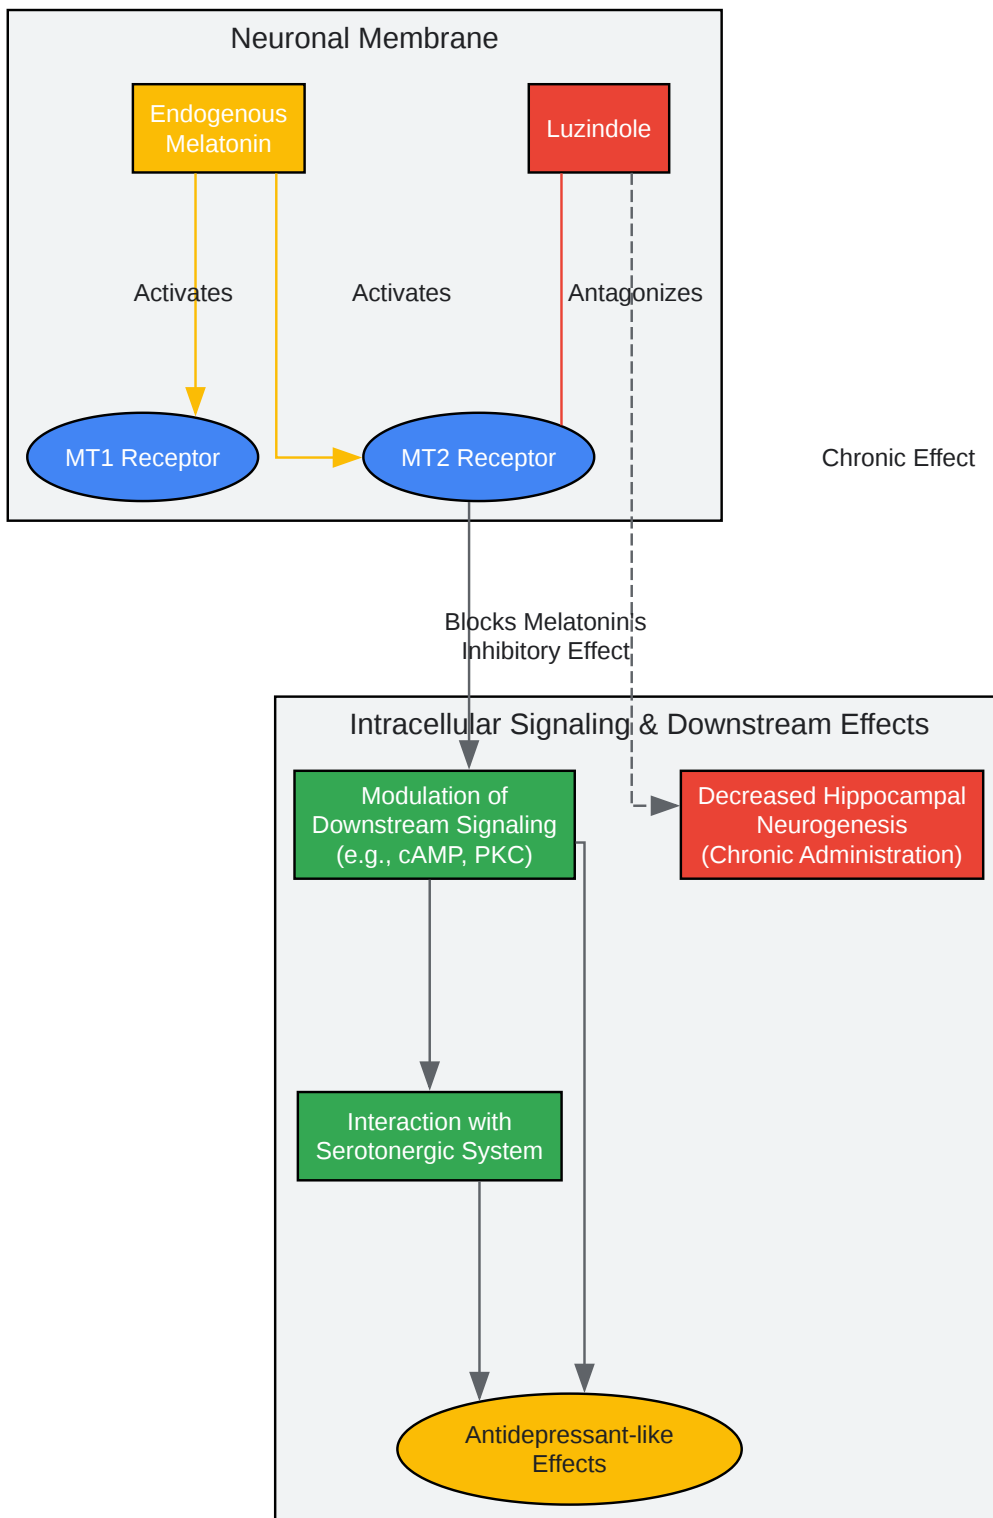 Neuronal Membrane
Endogenous
Melatonin
Luzindole
Activates
Activates
Antagonizes
MT1 Receptor
MT2 Receptor
Chronic Effect
Blocks Melatonin's
Inhibitory Effect
Intracellular Signaling & Downstream Effects
Modulation of
Downstream Signaling
(e.g., cAMP, PKC)
Decreased Hippocampal
Neurogenesis
(Chronic Administration)
Interaction with
Serotonergic System
Antidepressant-like
Effects